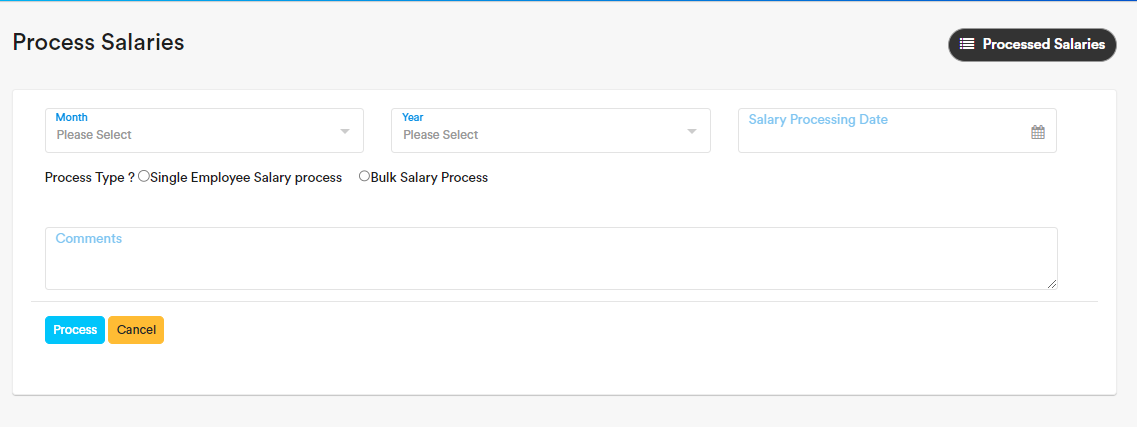 Process Salaries
Processed Salaries
Month
Please Select
Year
Please Select
Salary Processing Date
Process Type ? Single Employee Salary process Bulk Salary Process
Comments
Process Cancel